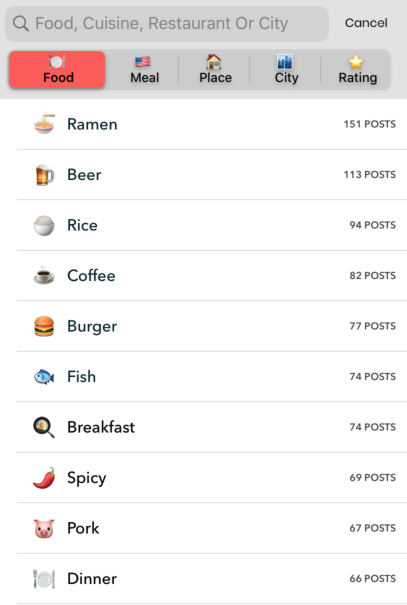 Food, Cuisine, Restaurant Or City Cancel
Food Meal Place City Rating
Ramen 151 POSTS
Beer 113 POSTS
Rice 94 POSTS
Coffee 82 POSTS
Burger 77 POSTS
Fish 74 POSTS
Breakfast 74 POSTS
Spicy 69 POSTS
Pork 67 POSTS
Dinner 66 POSTS